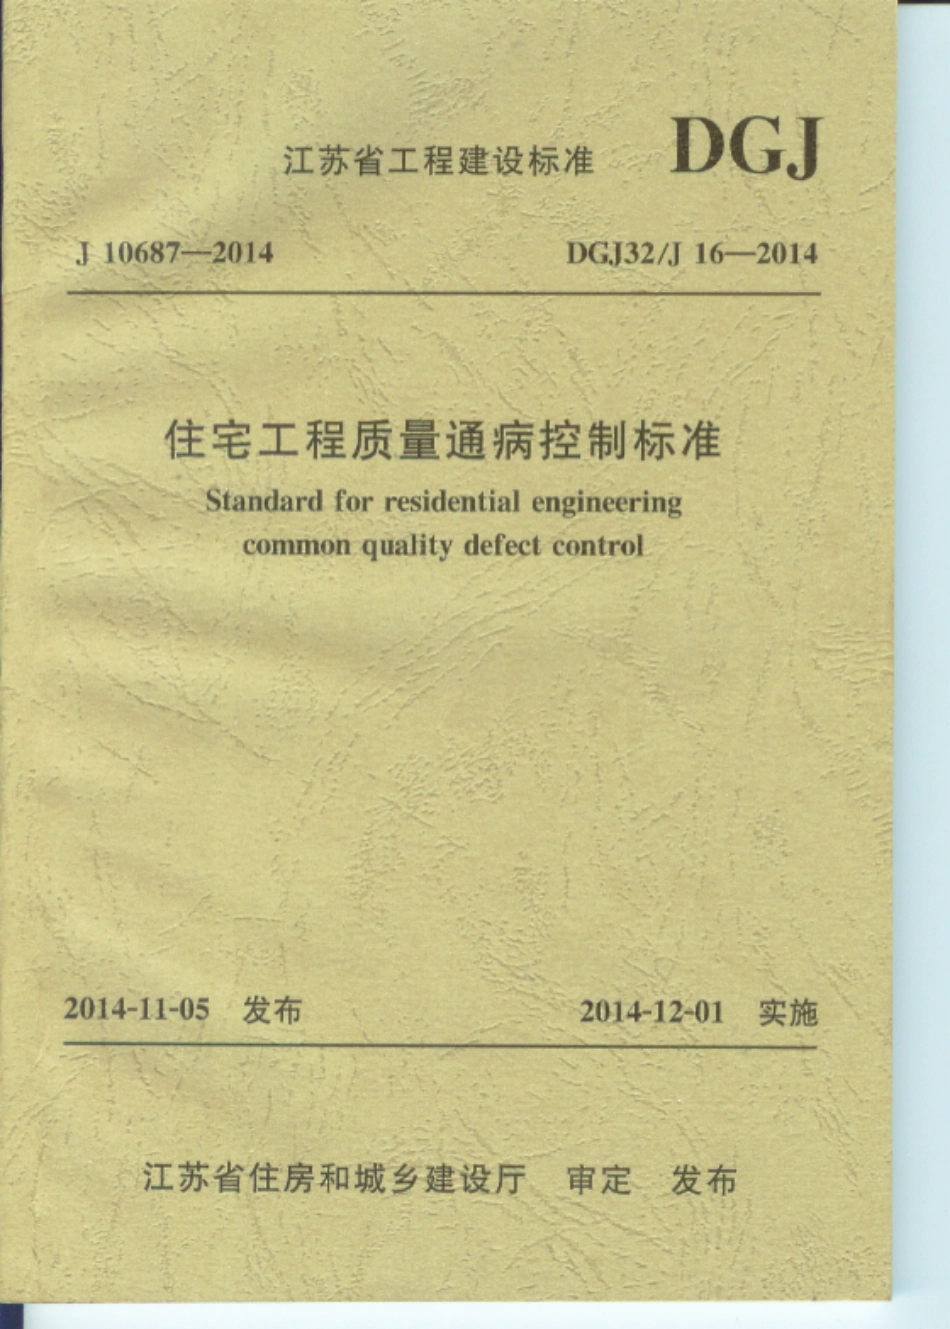 江苏省工程建设标准 DGJ
J 10687—2014 DGJ32/J 16—2014
住宅工程质量通病控制标准
Standard for residential engineering
common quality defect control
2014-11-05 发布 2014-12-01 实施
江苏省住房和城乡建设厅 审定 发布